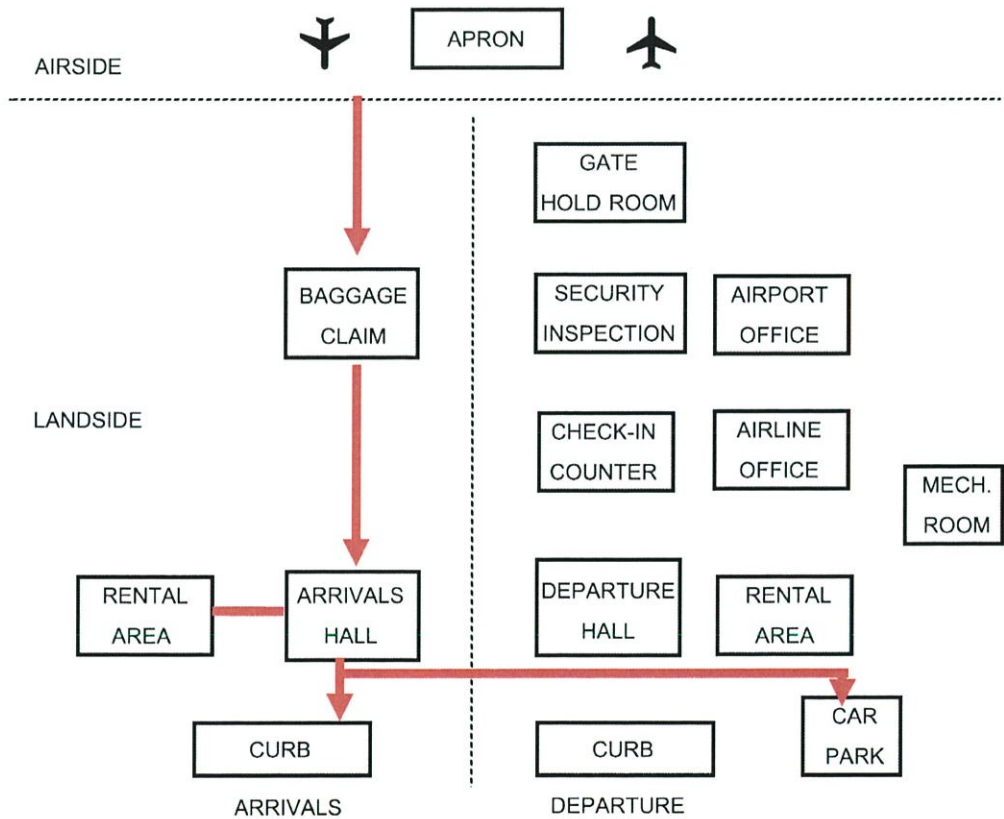 APRON
AIRSIDE
GATE
HOLD ROOM
BAGGAGE
CLAIM
SECURITY
INSPECTION
AIRPORT
OFFICE
LANDSIDE
CHECK-IN
COUNTER
AIRLINE
OFFICE
MECH.
ROOM
RENTAL
AREA
ARRIVALS
HALL
DEPARTURE
HALL
RENTAL
AREA
CURB
CURB
CAR
PARK
ARRIVALS
DEPARTURE